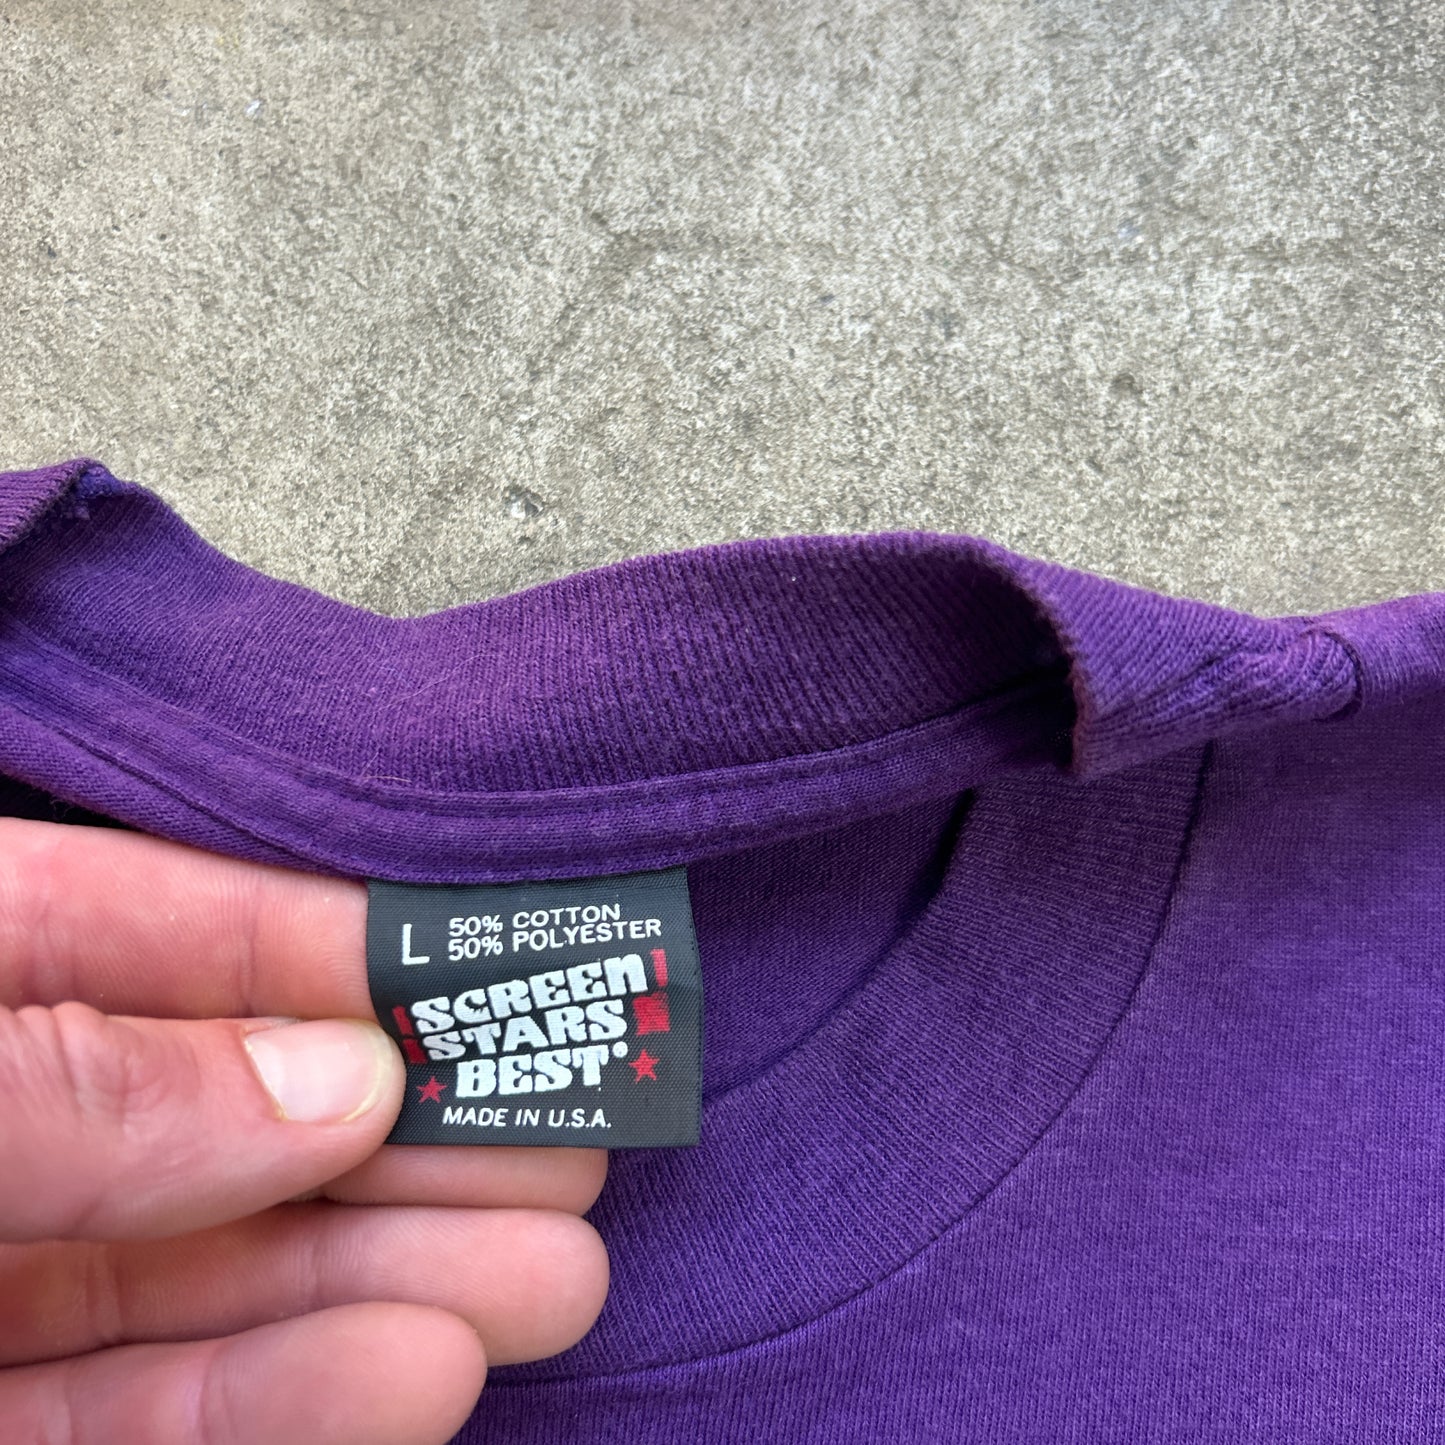 L 50% COTTON
50% POLYESTER
SCREEN
STARS
BEST®
MADE IN U.S.A.